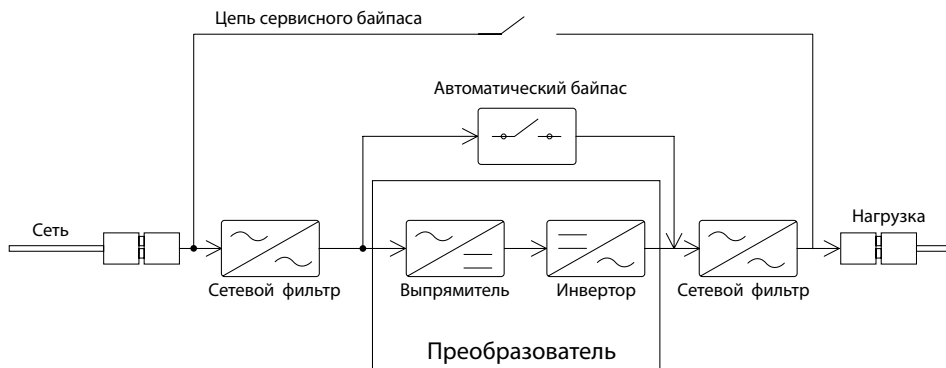 Цепь сервисного байпаса
Автоматический байпас
Сеть
Нагрузка
Сетевой фильтр
Выпрямитель
Инвертор
Сетевой фильтр
Преобразователь